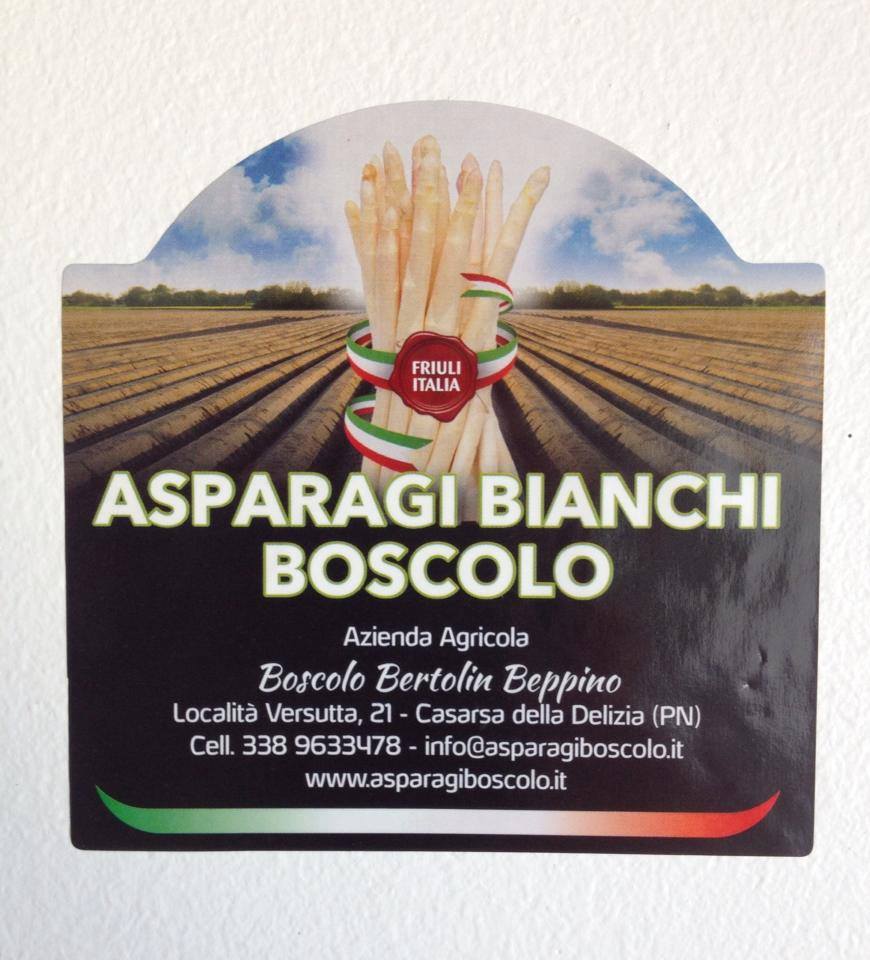 FRIULI
ITALIA
ASPARAGI BIANCHI
BOSCOLO
Azienda Agricola
Boscolo Bertolin Beppino
Località Versutta, 21 - Casarsa della Delizia (PN)
Cell. 338 9633478 - info@asparagiboscolo.it
www.asparagiboscolo.it